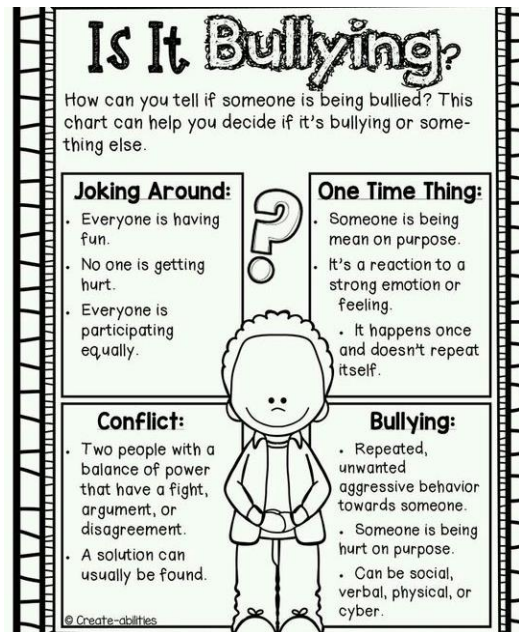 Is It Bullying?
How can you tell if someone is being bullied? This
chart can help you decide if it's bullying or some-
thing else.
Joking Around:
• Everyone is having
fun.
• No one is getting
hurt.
• Everyone is
participating
equally.
?
One Time Thing:
• Someone is being
mean on purpose.
• It's a reaction to a
strong emotion or
feeling.
• It happens once
and doesn't repeat
itself.
Conflict:
• Two people with a
balance of power
that have a fight,
argument, or
disagreement.
• A solution can
usually be found.
Bullying:
• Repeated,
unwanted
aggressive behavior
towards someone.
• Someone is being
hurt on purpose.
• Can be social,
verbal, physical, or
cyber.
© Create-abilities